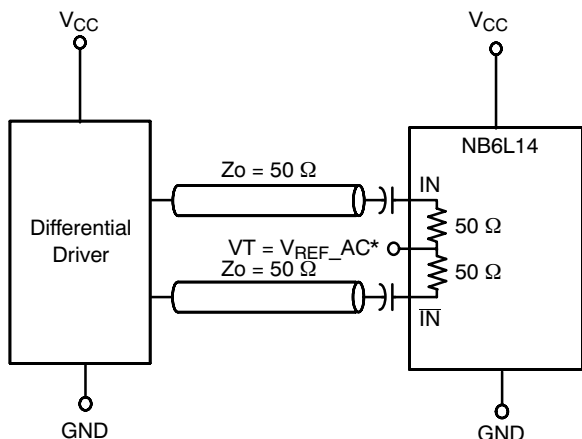 VCC
VCC
NB6L14
Zo = 50 Ω
IN
50 Ω
Differential
Driver
VT = VREF_AC*
50 Ω
Zo = 50 Ω
IN
GND
GND